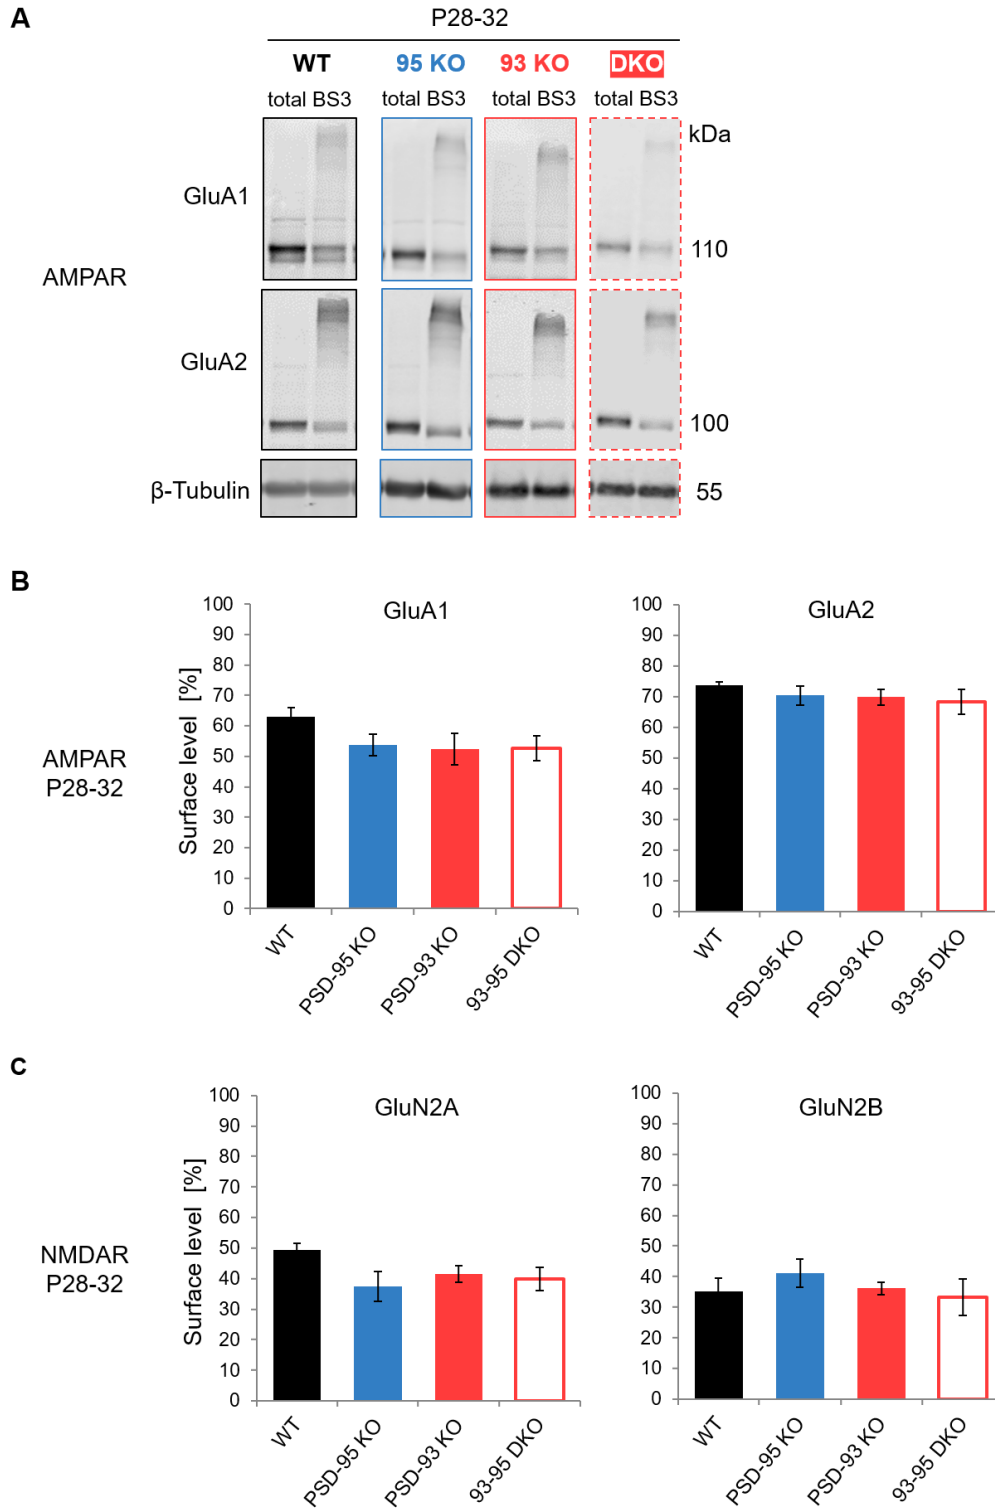 A
P28-32
WT 95 KO 93 KO DKO
total BS3 total BS3 total BS3 total BS3
kDa
GluA1
110
AMPAR
GluA2
100
β-Tubulin
55
B
GluA1
GluA2
AMPAR
P28-32
Surface level [%]
100
90
80
70
60
50
40
30
20
10
0
WT
PSD-95 KO
PSD-93 KO
93-95 DKO
100
90
80
70
60
50
40
30
20
10
0
WT
PSD-95 KO
PSD-93 KO
93-95 DKO
C
GluN2A
GluN2B
NMDAR
P28-32
Surface level [%]
100
90
80
70
60
50
40
30
20
10
0
WT
PSD-95 KO
PSD-93 KO
93-95 DKO
100
90
80
70
60
50
40
30
20
10
0
WT
PSD-95 KO
PSD-93 KO
93-95 DKO